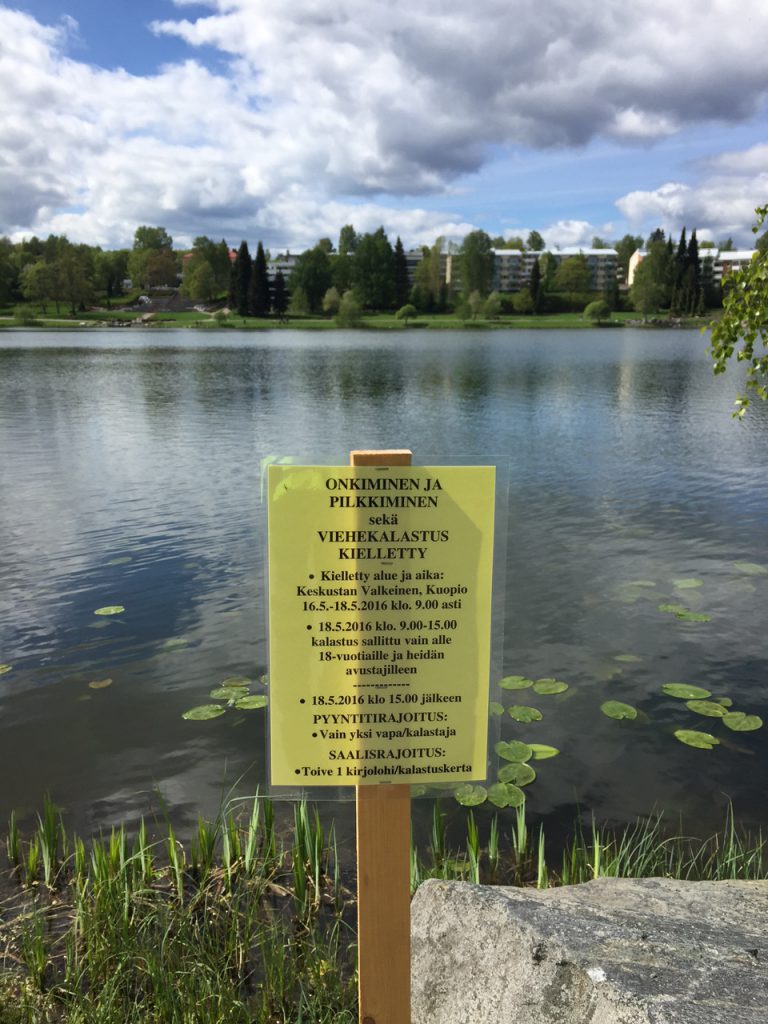 ONKIMINEN JA
PILKKIMINEN
sekä
VIEHEKALASTUS
KIELLETTY
• Kielletty alue ja aika:
Keskustan Valkeinen, Kuopio
16.5.-18.5.2016 klo. 9.00 asti
• 18.5.2016 klo. 9.00-15.00
kalastus sallittu vain alle
18-vuotiaille ja heidän
avustajilleen
-------------
• 18.5.2016 klo 15.00 jälkeen
PYYNTITIRAJOITUS:
•Vain yksi vapa/kalastaja
SAALISRAJOITUS:
•Toive 1 kirjolohi/kalastuskerta